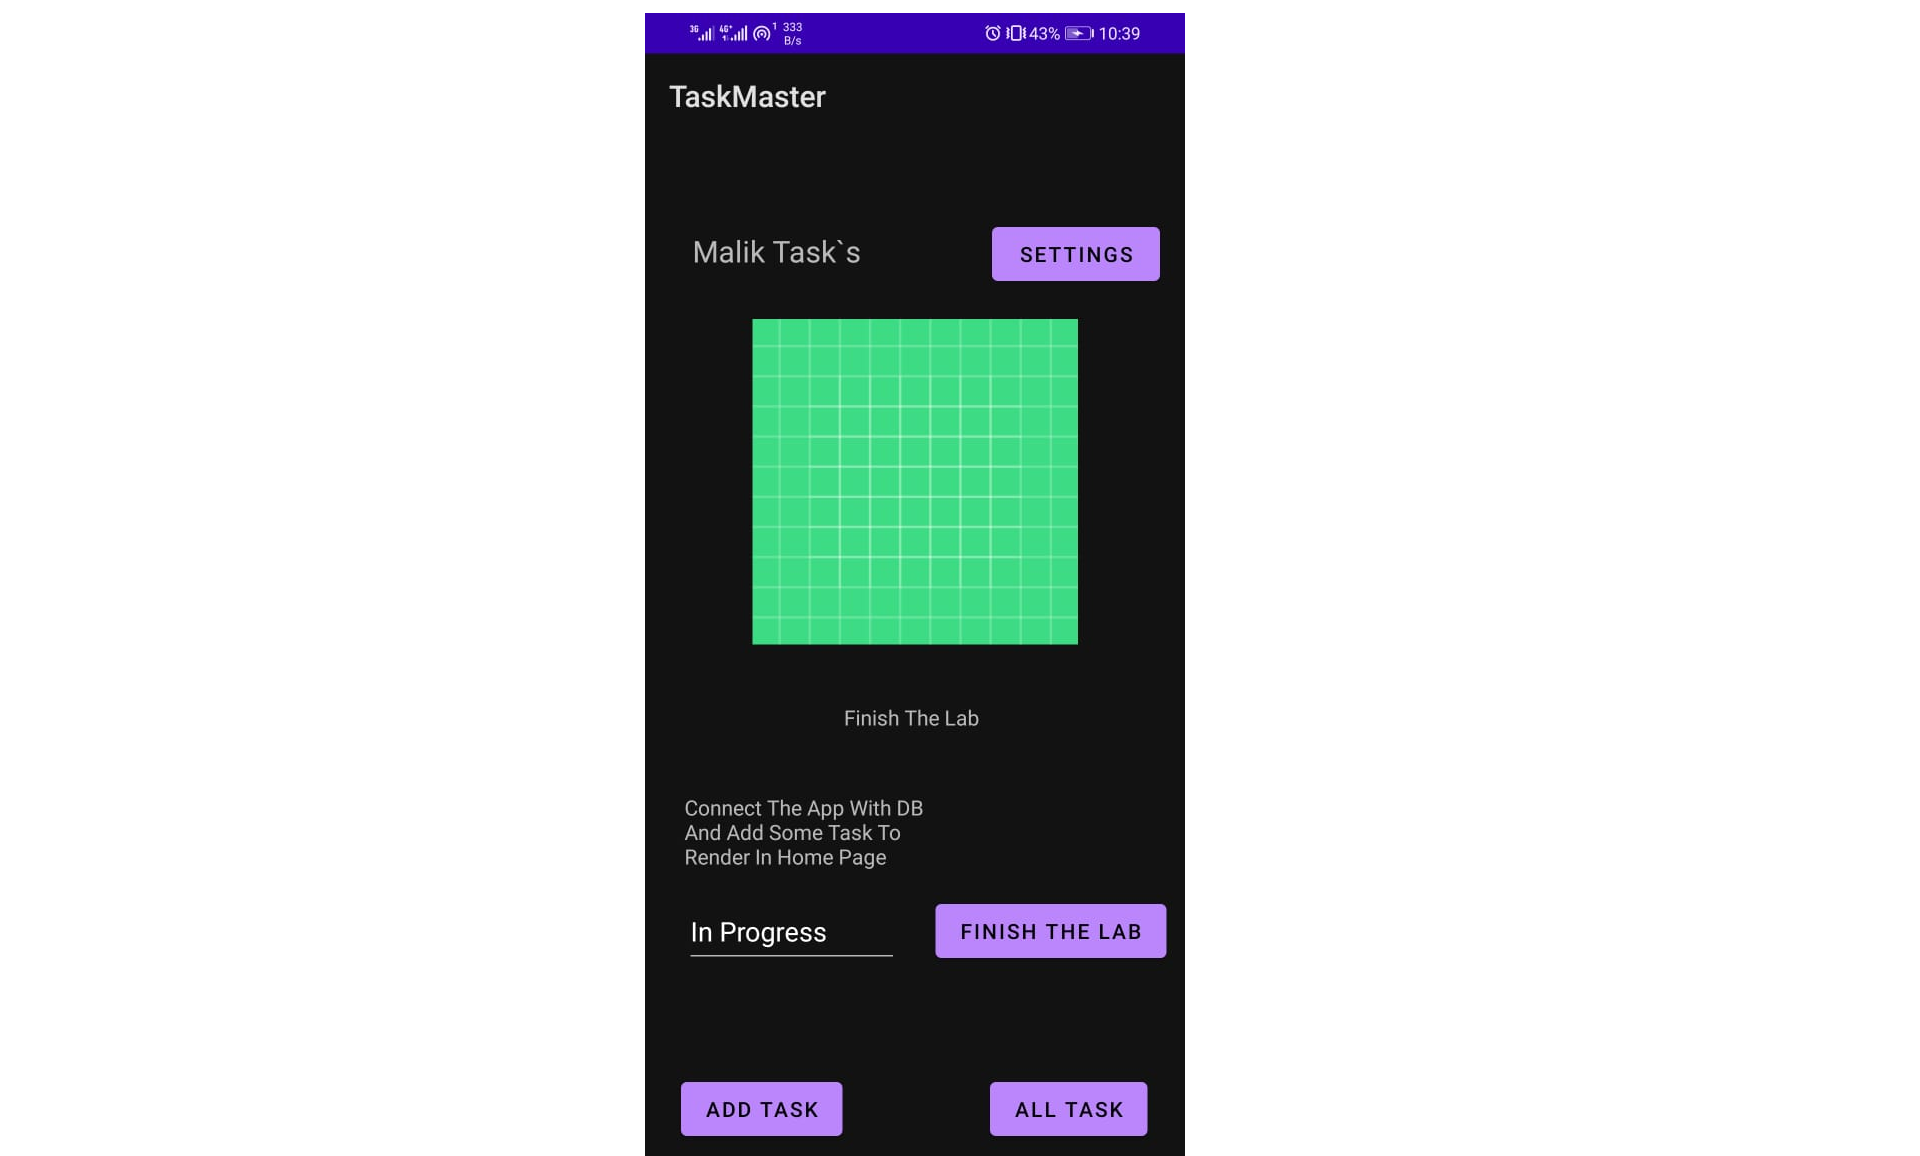 3G 4G+ 1 333 B/s 43% 10:39
TaskMaster
Malik Task`s SETTINGS
Finish The Lab
Connect The App With DB
And Add Some Task To
Render In Home Page
In Progress FINISH THE LAB
ADD TASK ALL TASK